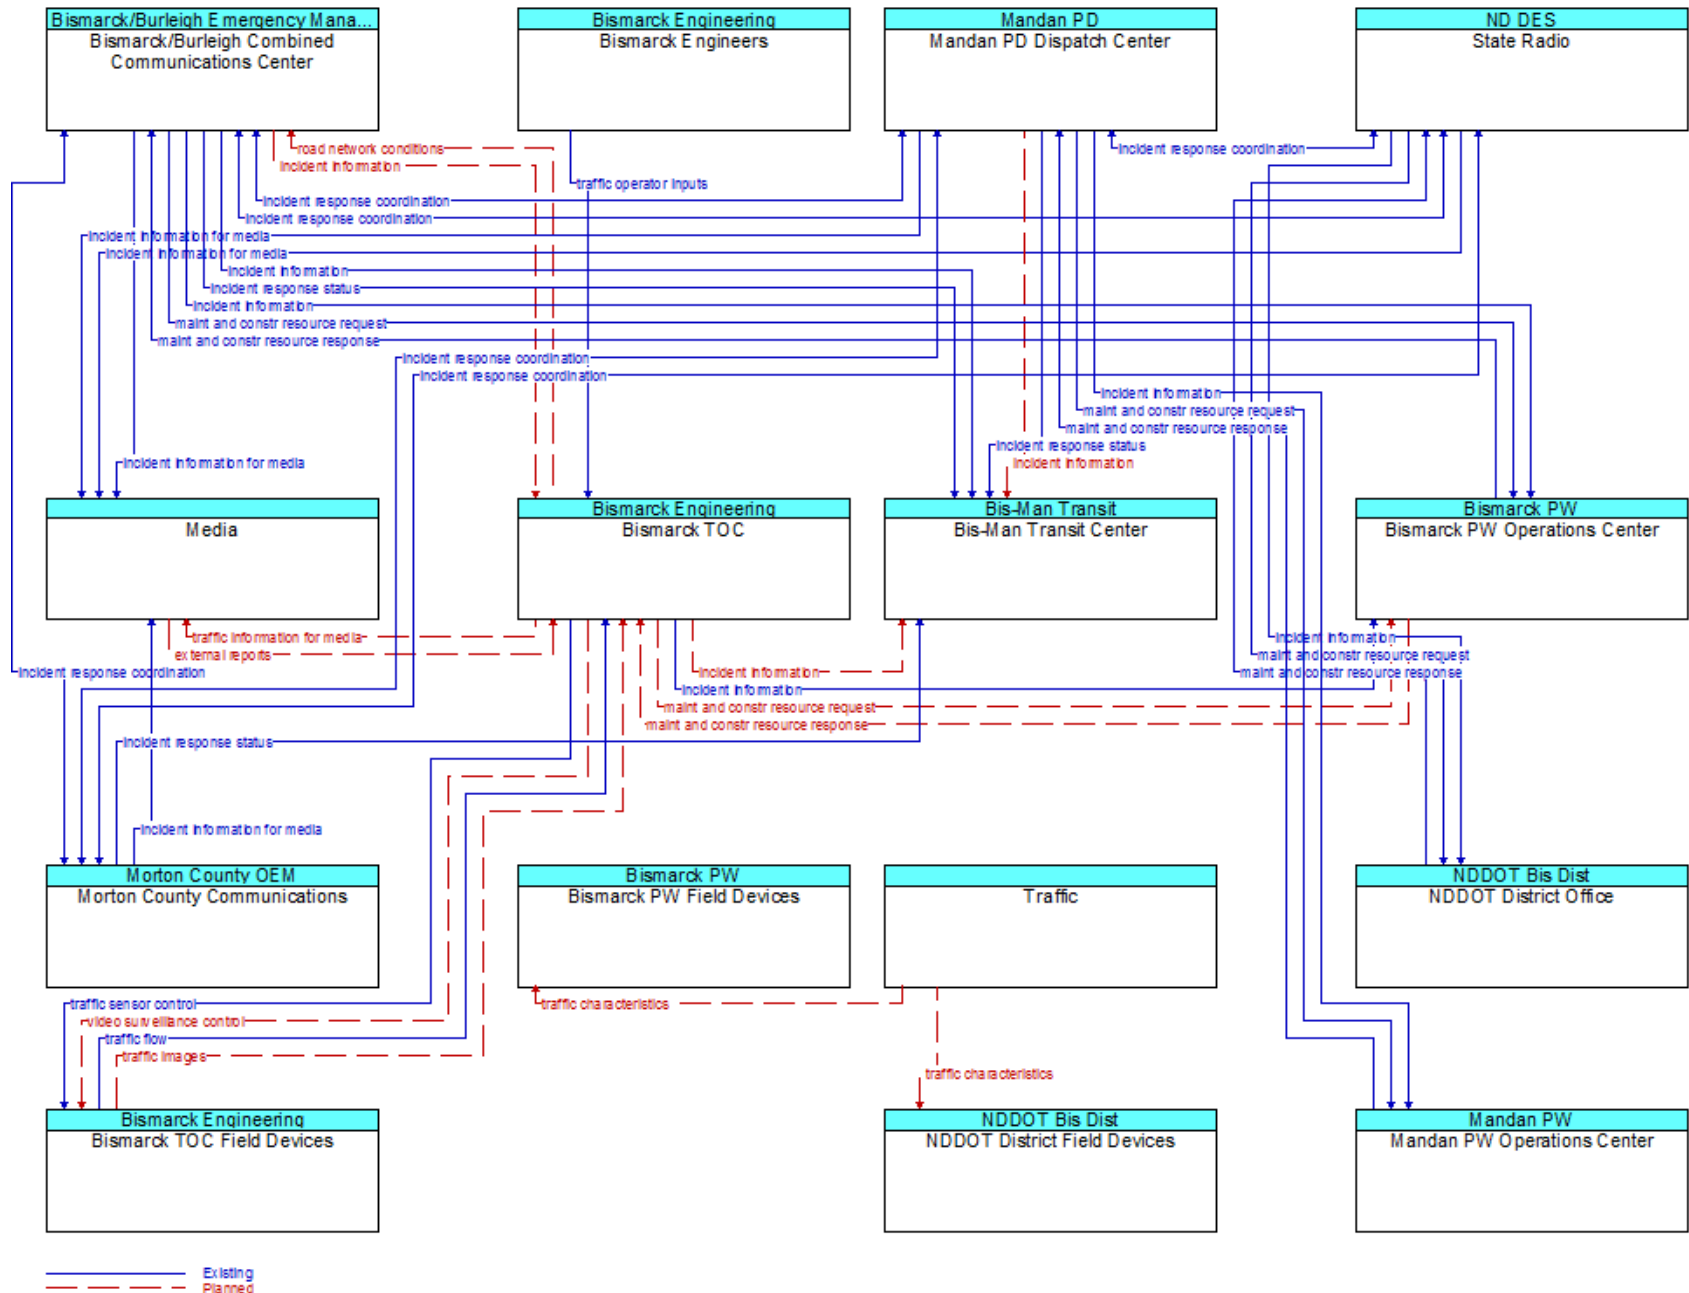 Bismarck/Burleigh Emergency Mana...
Bismarck/Burleigh Combined
Communications Center
Bismarck Engineering
Bismarck Engineers
Mandan PD
Mandan PD Dispatch Center
ND DES
State Radio
road network conditions
incident information
traffic operator inputs
incident response coordination
incident response coordination
incident response coordination
incident information for media
incident information for media
incident information
incident response status
incident information
maint and constr resource request
maint and constr resource response
incident response coordination
incident response coordination
incident information
maint and constr resource request
maint and constr resource response
incident response status
incident information
incident information for media
Media
Bismarck Engineering
Bismarck TOC
Bis-Man Transit
Bis-Man Transit Center
Bismarck PW
Bismarck PW Operations Center
traffic information for media
external reports
incident response coordination
incident information
incident information
maint and constr resource request
maint and constr resource response
incident information
maint and constr resource request
maint and constr resource response
incident response status
incident information for media
Morton County OEM
Morton County Communications
Bismarck PW
Bismarck PW Field Devices
Traffic
NDDOT Bis Dist
NDDOT District Office
traffic sensor control
video surveillance control
traffic flow
traffic images
traffic characteristics
traffic characteristics
Bismarck Engineering
Bismarck TOC Field Devices
NDDOT Bis Dist
NDDOT District Field Devices
Mandan PW
Mandan PW Operations Center
Existing
Planned